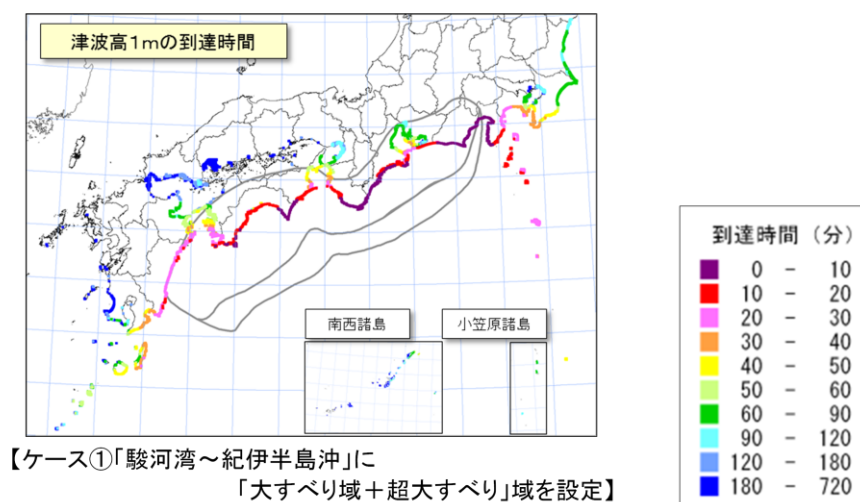 津波高1mの到達時間
南西諸島
小笠原諸島
到達時間（分）
0 － 10
10 － 20
20 － 30
30 － 40
40 － 50
50 － 60
60 － 90
90 － 120
120 － 180
180 － 720
【ケース①「駿河湾～紀伊半島沖」に
「大すべり域＋超大すべり」域を設定】